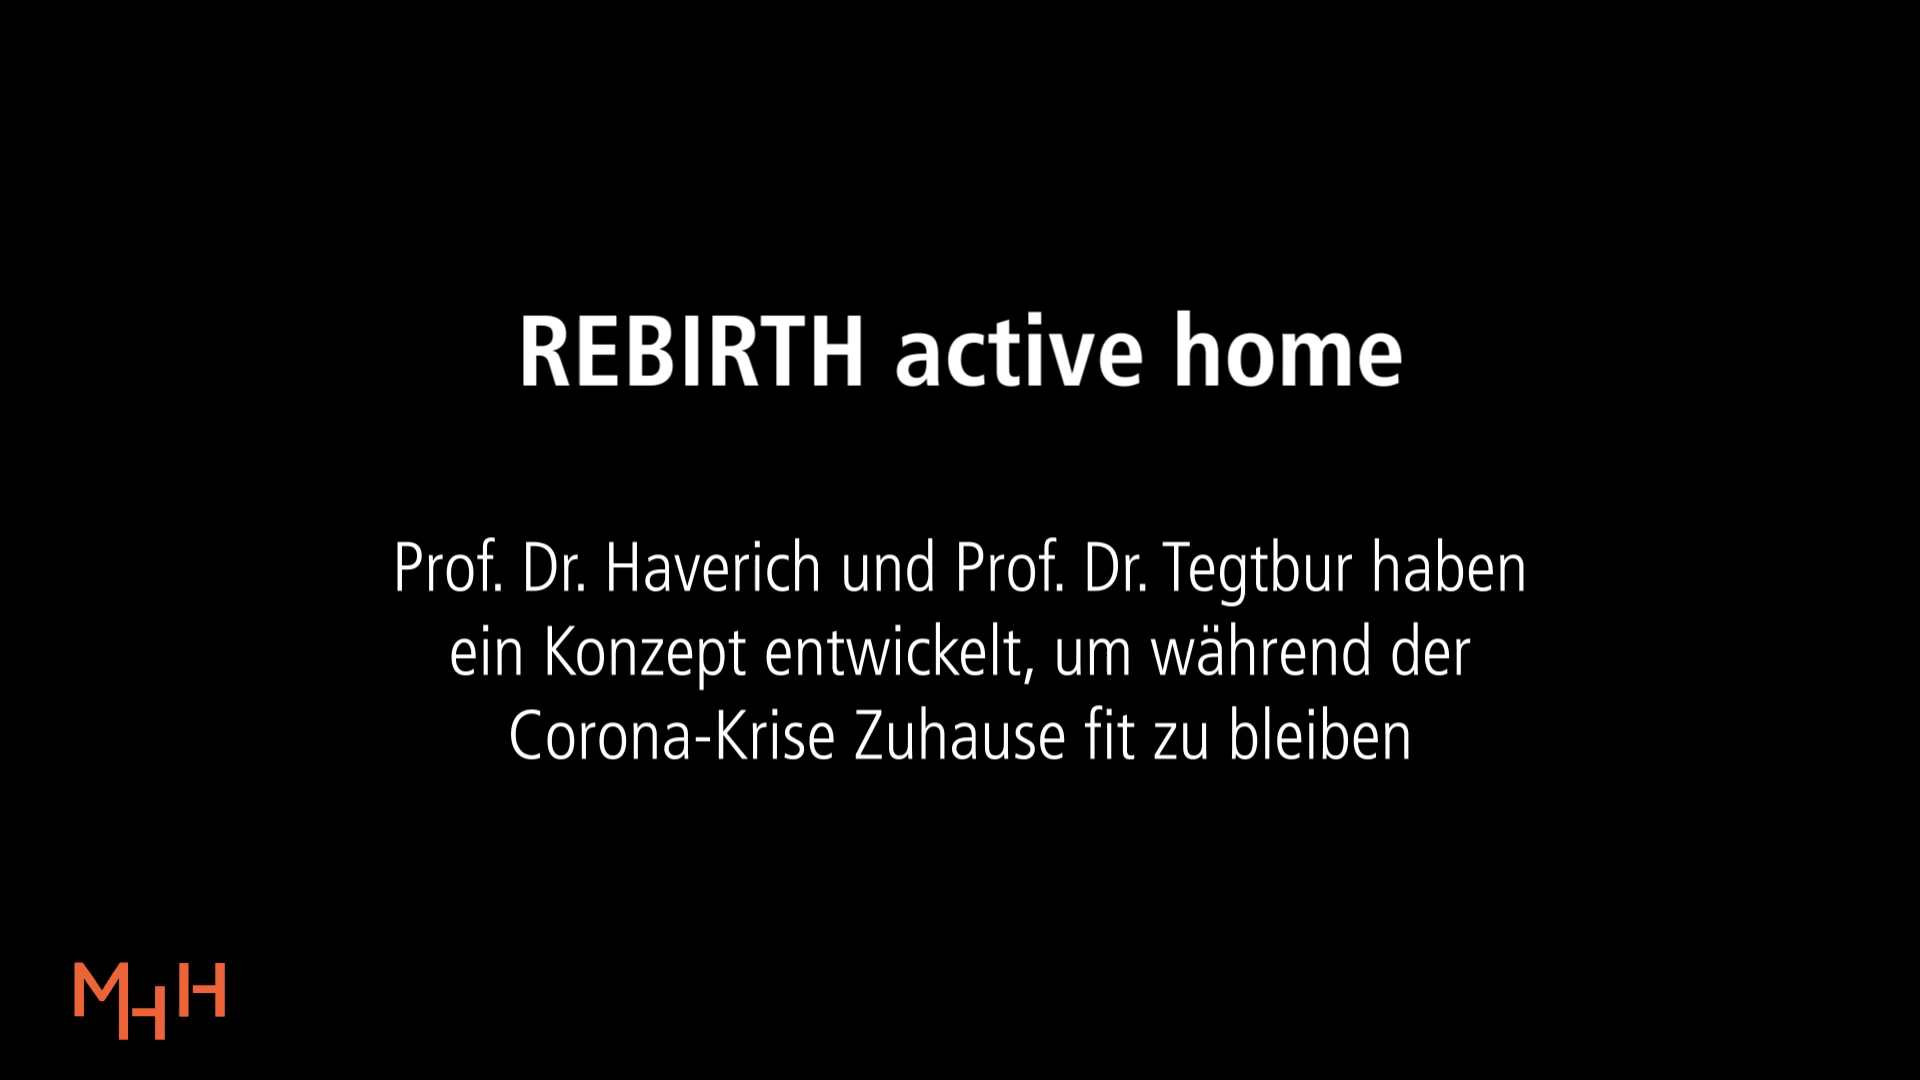 REBIRTH active home
Prof. Dr. Haverich und Prof. Dr. Tegtbur haben
ein Konzept entwickelt, um während der
Corona-Krise Zuhause fit zu bleiben
MHH